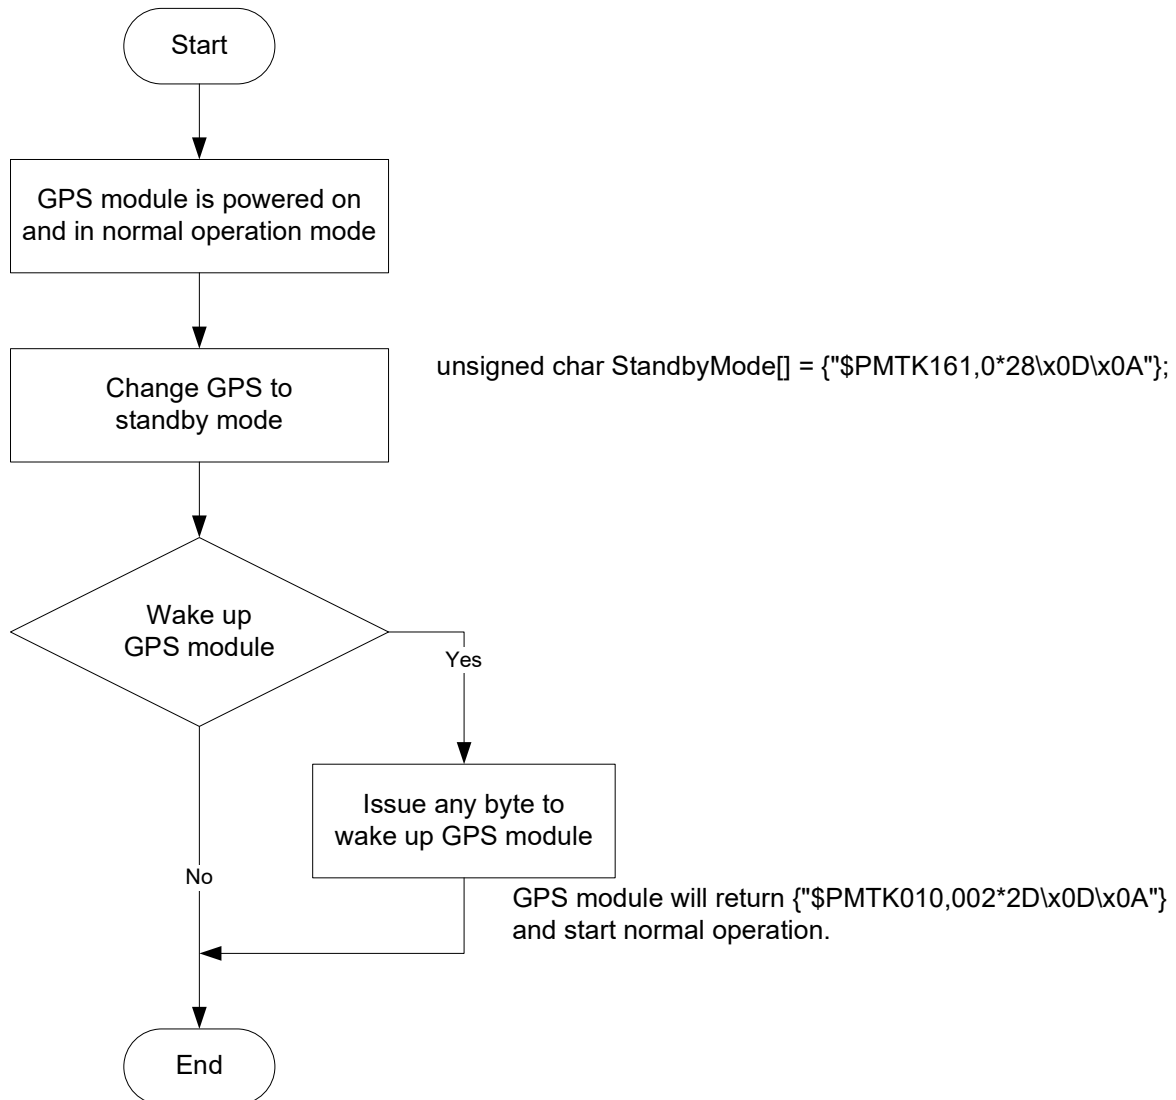 Start
GPS module is powered on
and in normal operation mode
Change GPS to
standby mode
unsigned char StandbyMode[] = {"$PMTK161,0*28\x0D\x0A"};
Wake up
GPS module
Yes
Issue any byte to
wake up GPS module
No
GPS module will return {"$PMTK010,002*2D\x0D\x0A"}
and start normal operation.
End